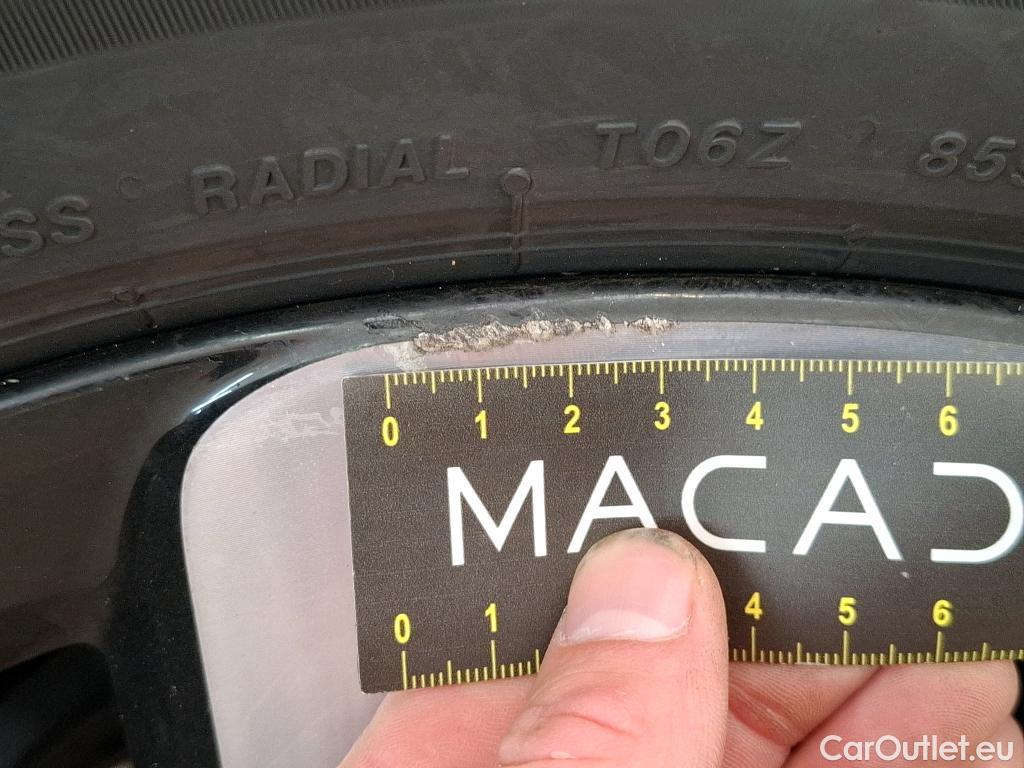 SS RADIAL T06Z 85
0 1 2 3 4 5 6
MACAD
0 1 4 5 6
CarOutlet.eu